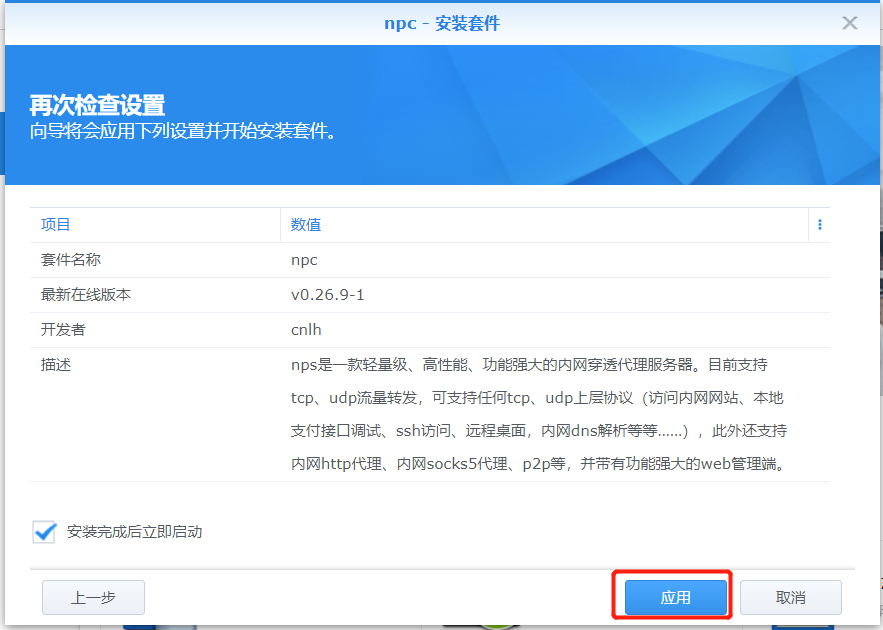 npc - 安装套件
再次检查设置
向导将会应用下列设置并开始安装套件。
项目 数值
套件名称 npc
最新在线版本 v0.26.9-1
开发者 cnlh
描述 nps是一款轻量级、高性能、功能强大的内网穿透代理服务器。目前支持
tcp、udp流量转发，可支持任何tcp、udp上层协议（访问内网网站、本地
支付接口调试、ssh访问、远程桌面，内网dns解析等等……），此外还支持
内网http代理、内网socks5代理、p2p等，并带有功能强大的web管理端。
安装完成后立即启动
上一步 应用 取消